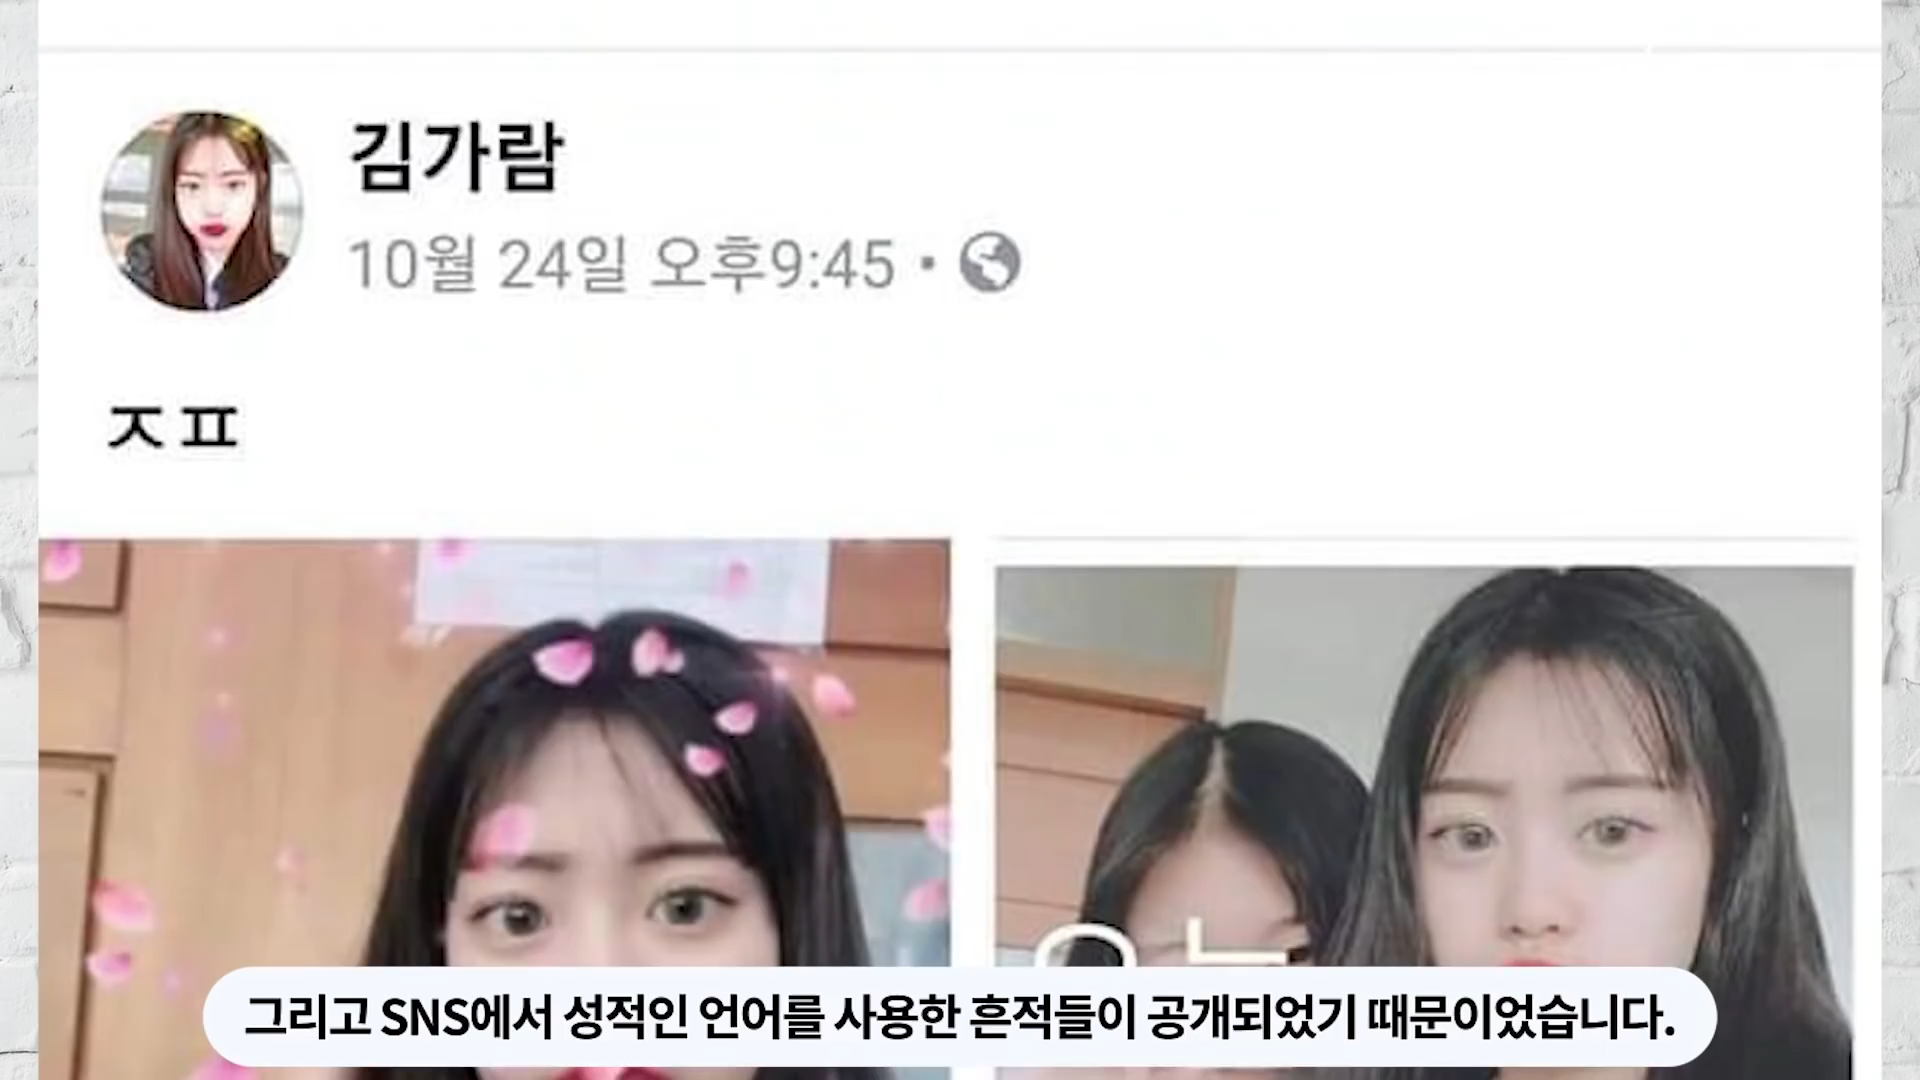 김가람
10월 24일 오후9:45 ·
ㅈㅍ
그리고 SNS에서 성적인 언어를 사용한 흔적들이 공개되었기 때문이었습니다.